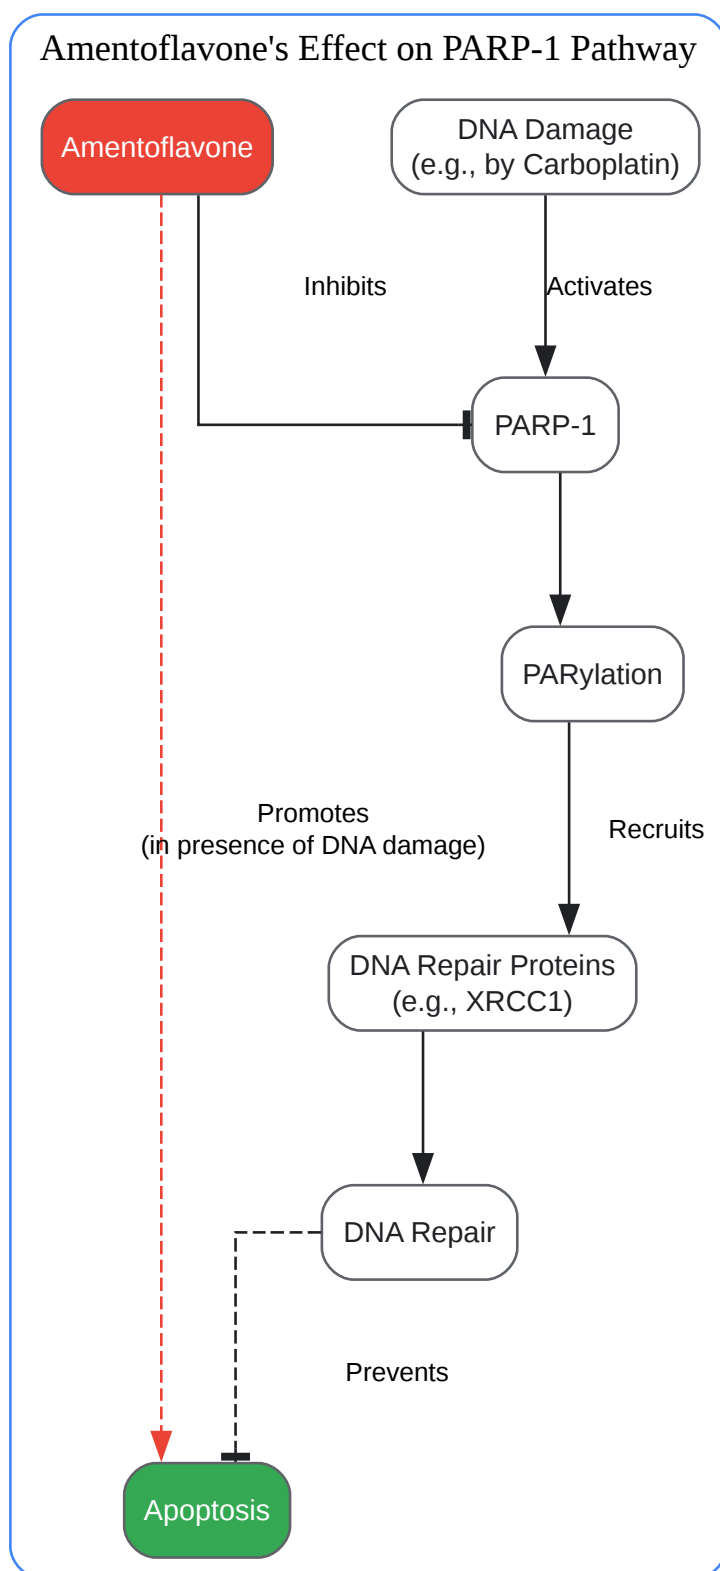 Amentoflavone's Effect on PARP-1 Pathway
Amentoflavone
DNA Damage
(e.g., by Carboplatin)
Inhibits
Activates
PARP-1
PARylation
Promotes
(in presence of DNA damage)
Recruits
DNA Repair Proteins
(e.g., XRCC1)
DNA Repair
Prevents
Apoptosis